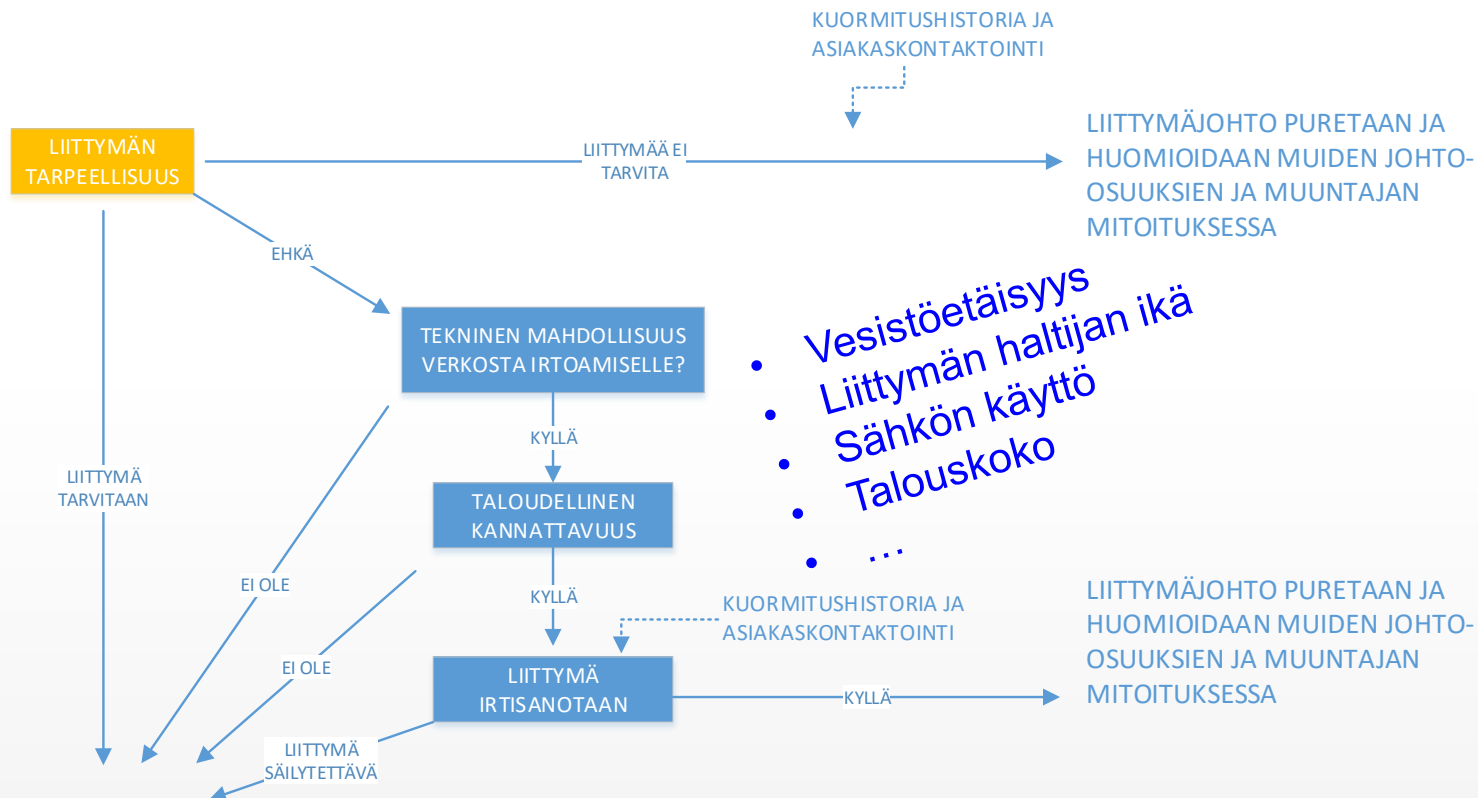 KUORMITUSHISTORIA JA
ASIAKASKONTAKTOINTI
LIITTYMÄN
TARPEELLISUUS
LIITTYMÄÄ EI
TARVITA
LIITTYMÄJOHTO PURETAAN JA
HUOMIOIDAAN MUIDEN JOHTO-
OSUUKSIEN JA MUUNTAJAN
MITOITUKSESSA
EHKÄ
TEKNINEN MAHDOLLISUUS
VERKOSTA IRTOAMISELLE?
• Vesistöetäisyys
• Liittymän haltijan ikä
• Sähkön käyttö
• Talouskoko
• …
KYLLÄ
LIITTYMÄ
TARVITAAN
TALOUDELLINEN
KANNATTAVUUS
EI OLE
KYLLÄ
KUORMITUSHISTORIA JA
ASIAKASKONTAKTOINTI
LIITTYMÄJOHTO PURETAAN JA
HUOMIOIDAAN MUIDEN JOHTO-
OSUUKSIEN JA MUUNTAJAN
MITOITUKSESSA
EI OLE
LIITTYMÄ
IRTISANOTAAN
KYLLÄ
LIITTYMÄ
SÄILYTETTÄVÄ